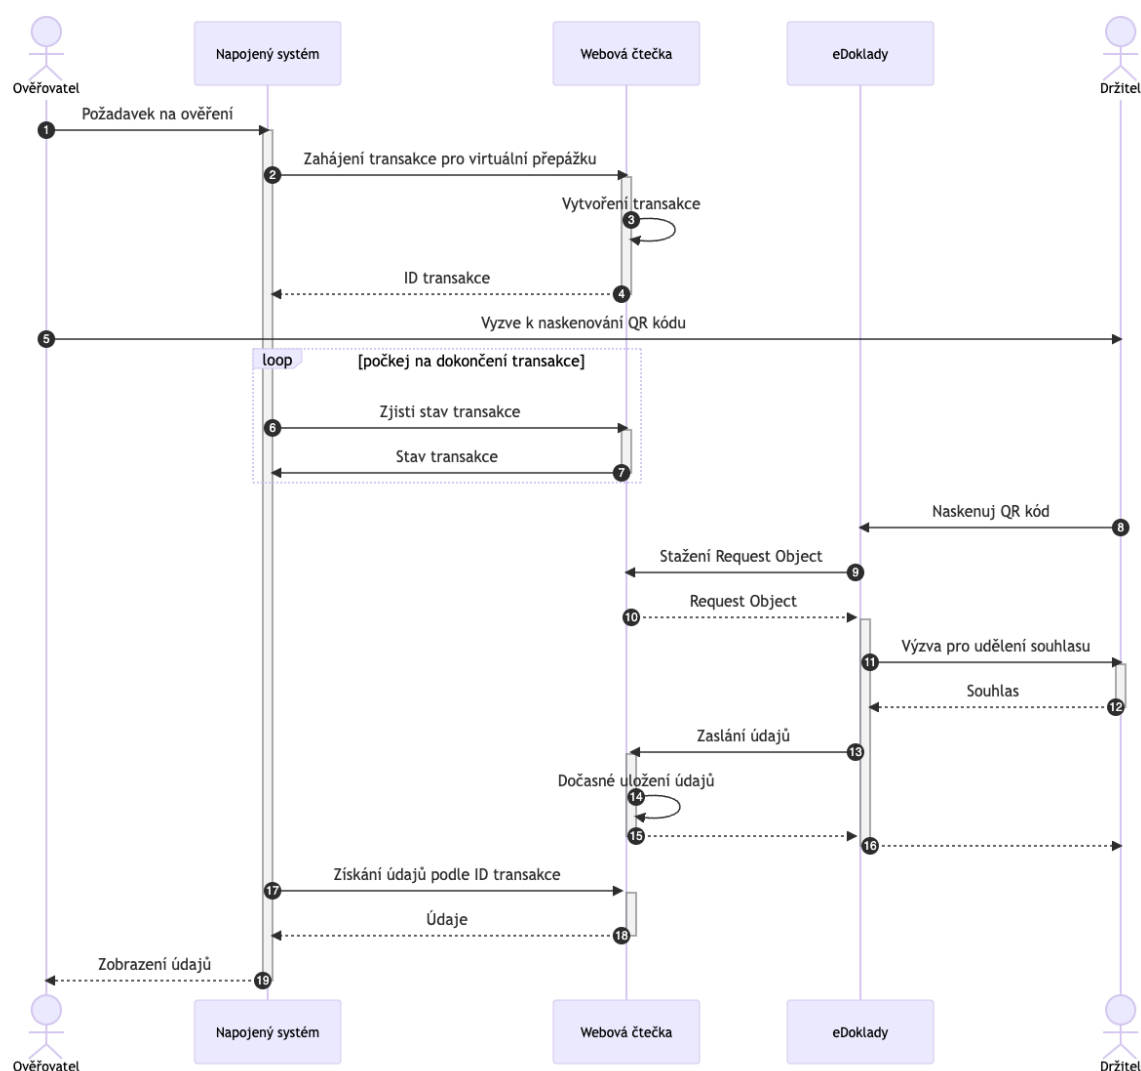 Ověřovatel
Napojený systém
Webová čtečka
eDoklady
Držitel
Požadavek na ověření
1
Zahájení transakce pro virtuální přepážku
2
Vytvoření transakce
3
ID transakce
4
Vyzve k naskenování QR kódu
5
loop
[počkej na dokončení transakce]
Zjisti stav transakce
6
Stav transakce
7
Naskenuj QR kód
8
Stažení Request Object
9
Request Object
10
Výzva pro udělení souhlasu
11
Souhlas
12
Zaslání údajů
13
Dočasné uložení údajů
14
15
16
Získání údajů podle ID transakce
17
Údaje
18
Zobrazení údajů
19
Napojený systém
Webová čtečka
eDoklady
Ověřovatel
Držitel